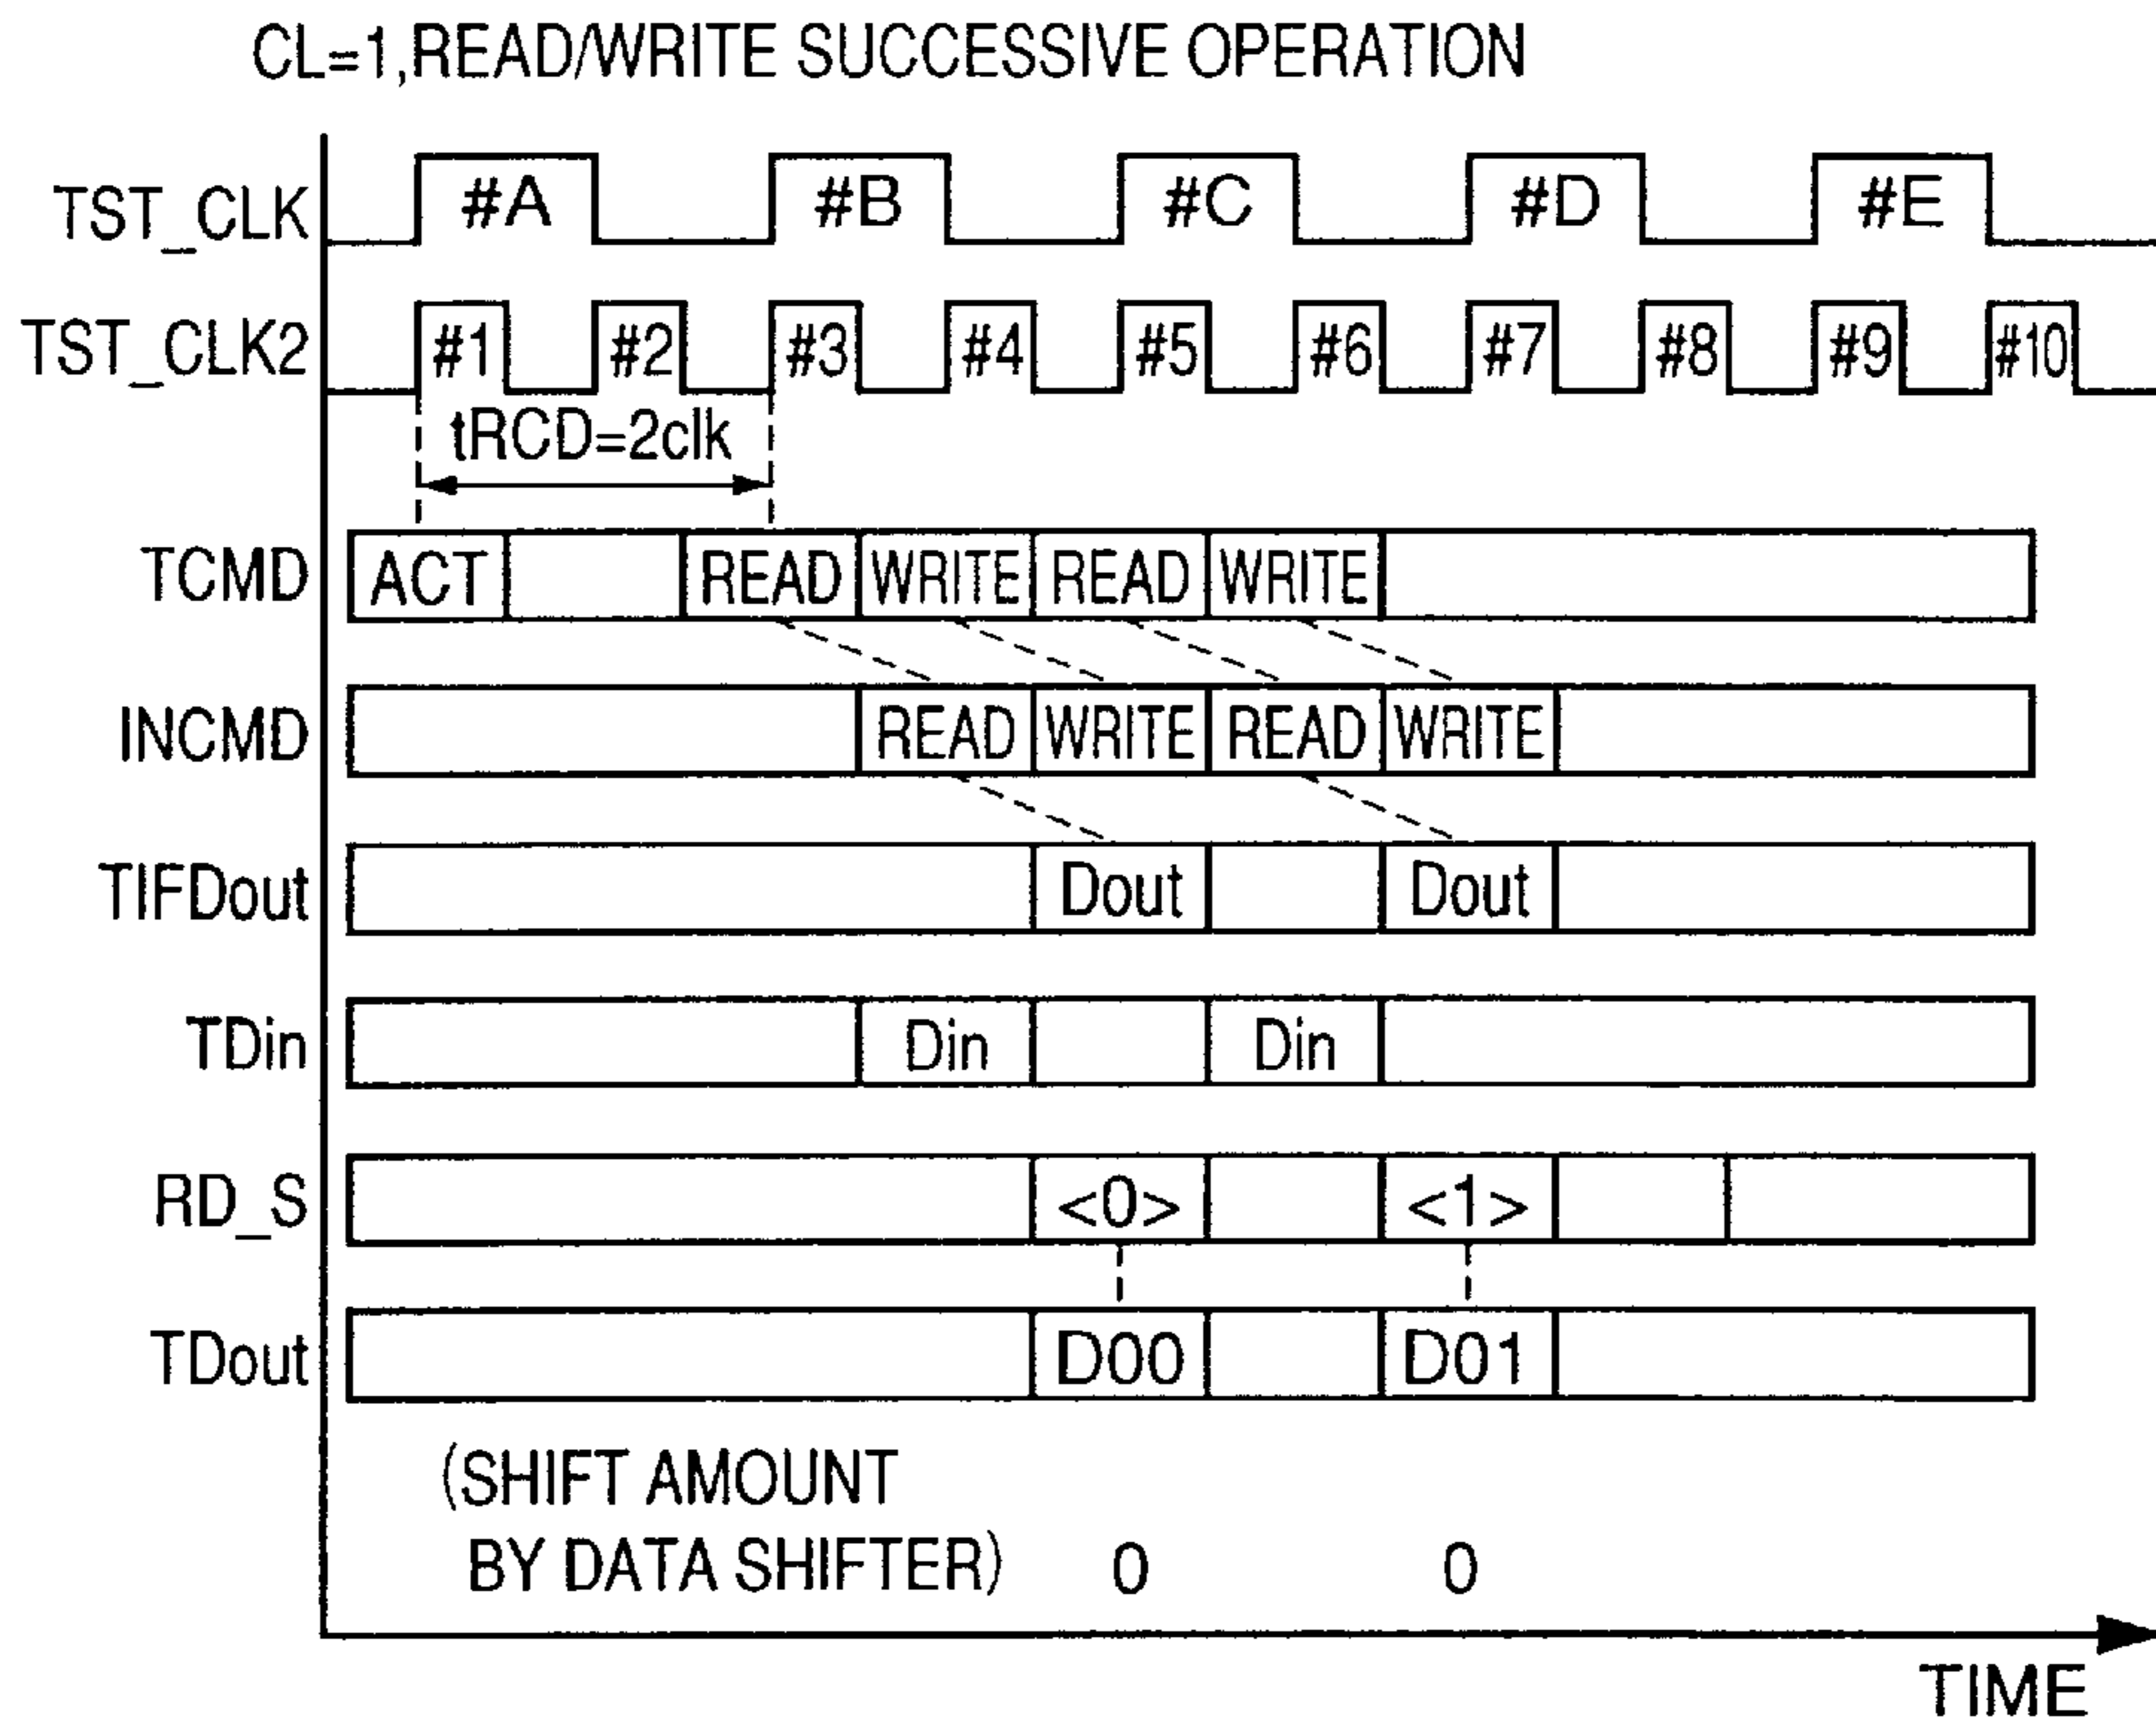 CL=1,READ/WRITE SUCCESSIVE OPERATION
TST_CLK #A #B #C #D #E
TST_CLK2 #1 #2 #3 #4 #5 #6 #7 #8 #9 #10
tRCD=2clk
TCMD ACT READ WRITE READ WRITE
INCMD READ WRITE READ WRITE
TIFDout Dout Dout
TDin Din Din
RD_S <0> <1>
TDout D00 D01
(SHIFT AMOUNT
BY DATA SHIFTER) 0 0
TIME